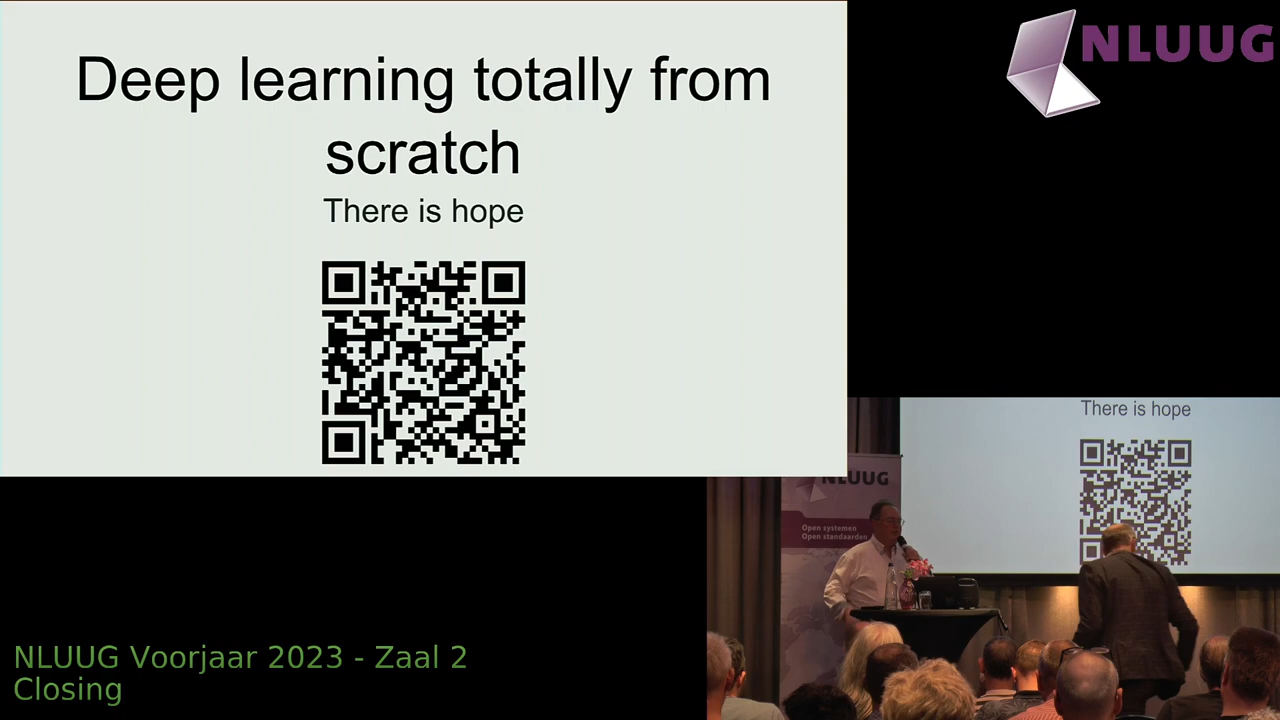 Deep learning totally from
scratch
There is hope
NLUUG
There is hope
NLUUG
Open systemen
Open standaarden
NLUUG Voorjaar 2023 - Zaal 2
Closing